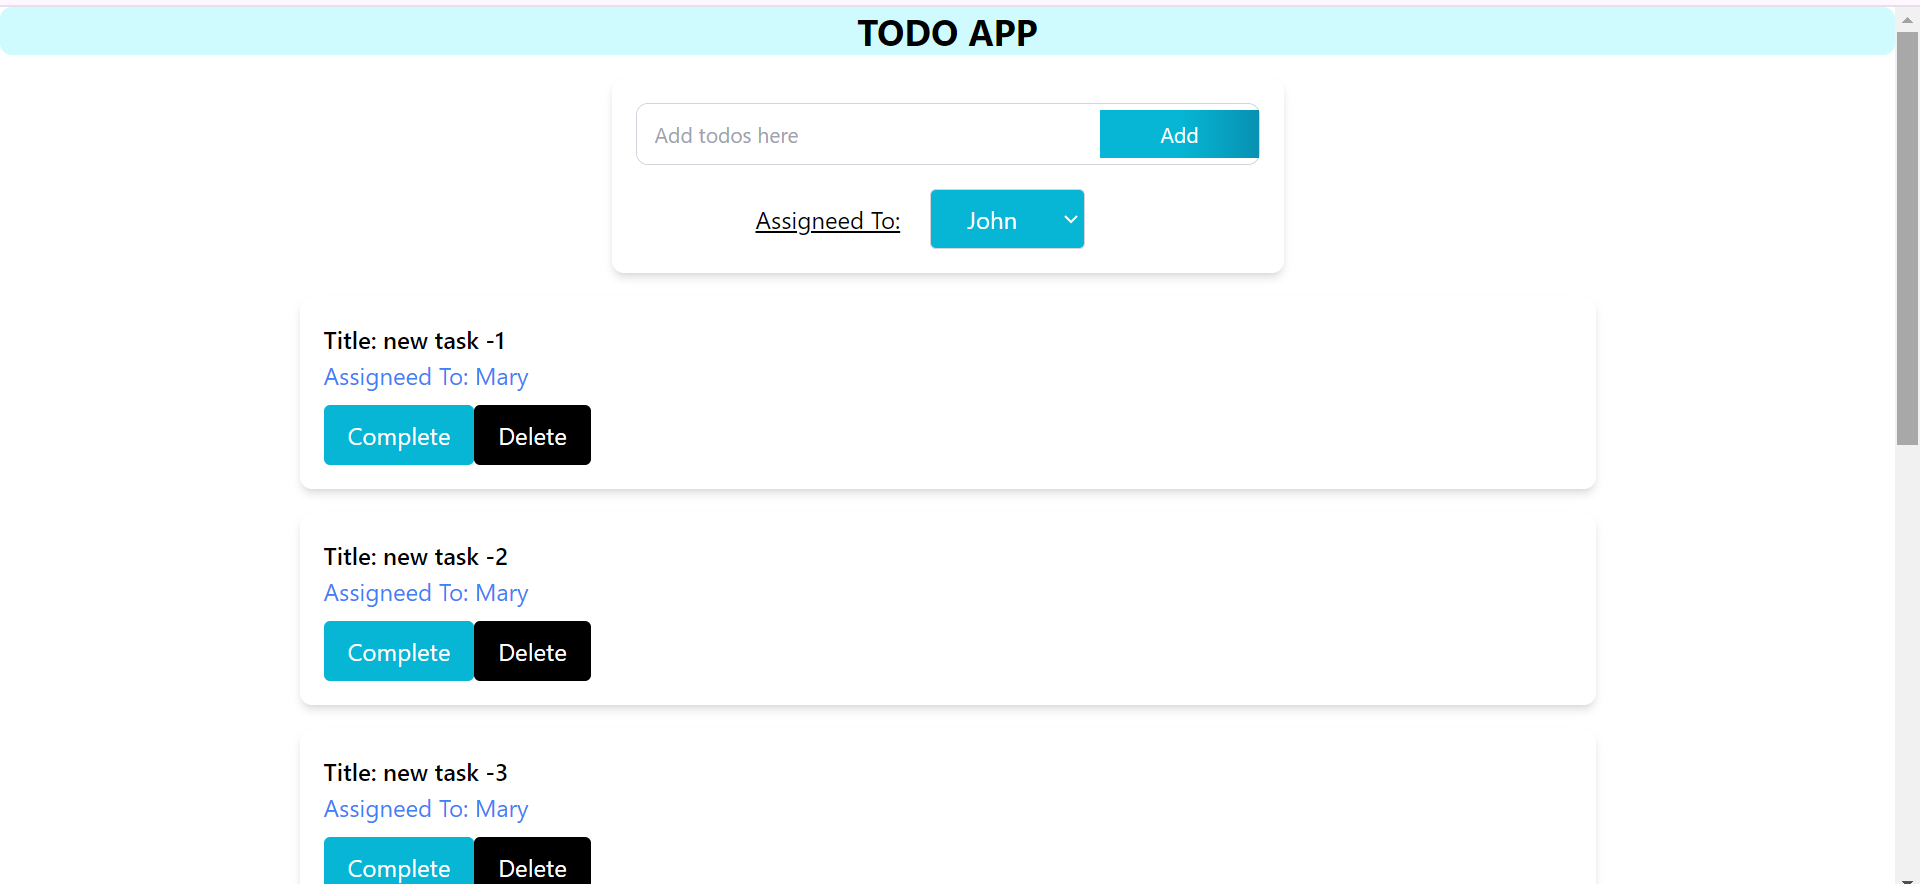 TODO APP
Add todos here Add
Assigneed To: John
Title: new task -1
Assigneed To: Mary
Complete Delete
Title: new task -2
Assigneed To: Mary
Complete Delete
Title: new task -3
Assigneed To: Mary
Complete Delete